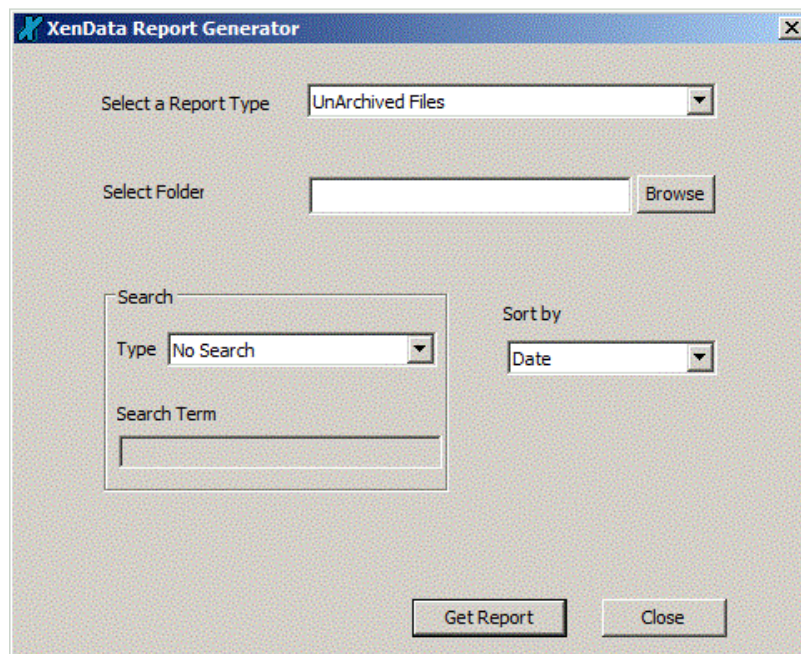 XenData Report Generator
Select a Report Type UnArchived Files
Select Folder Browse
Search
Sort by
Type No Search
Date
Search Term
Get Report Close